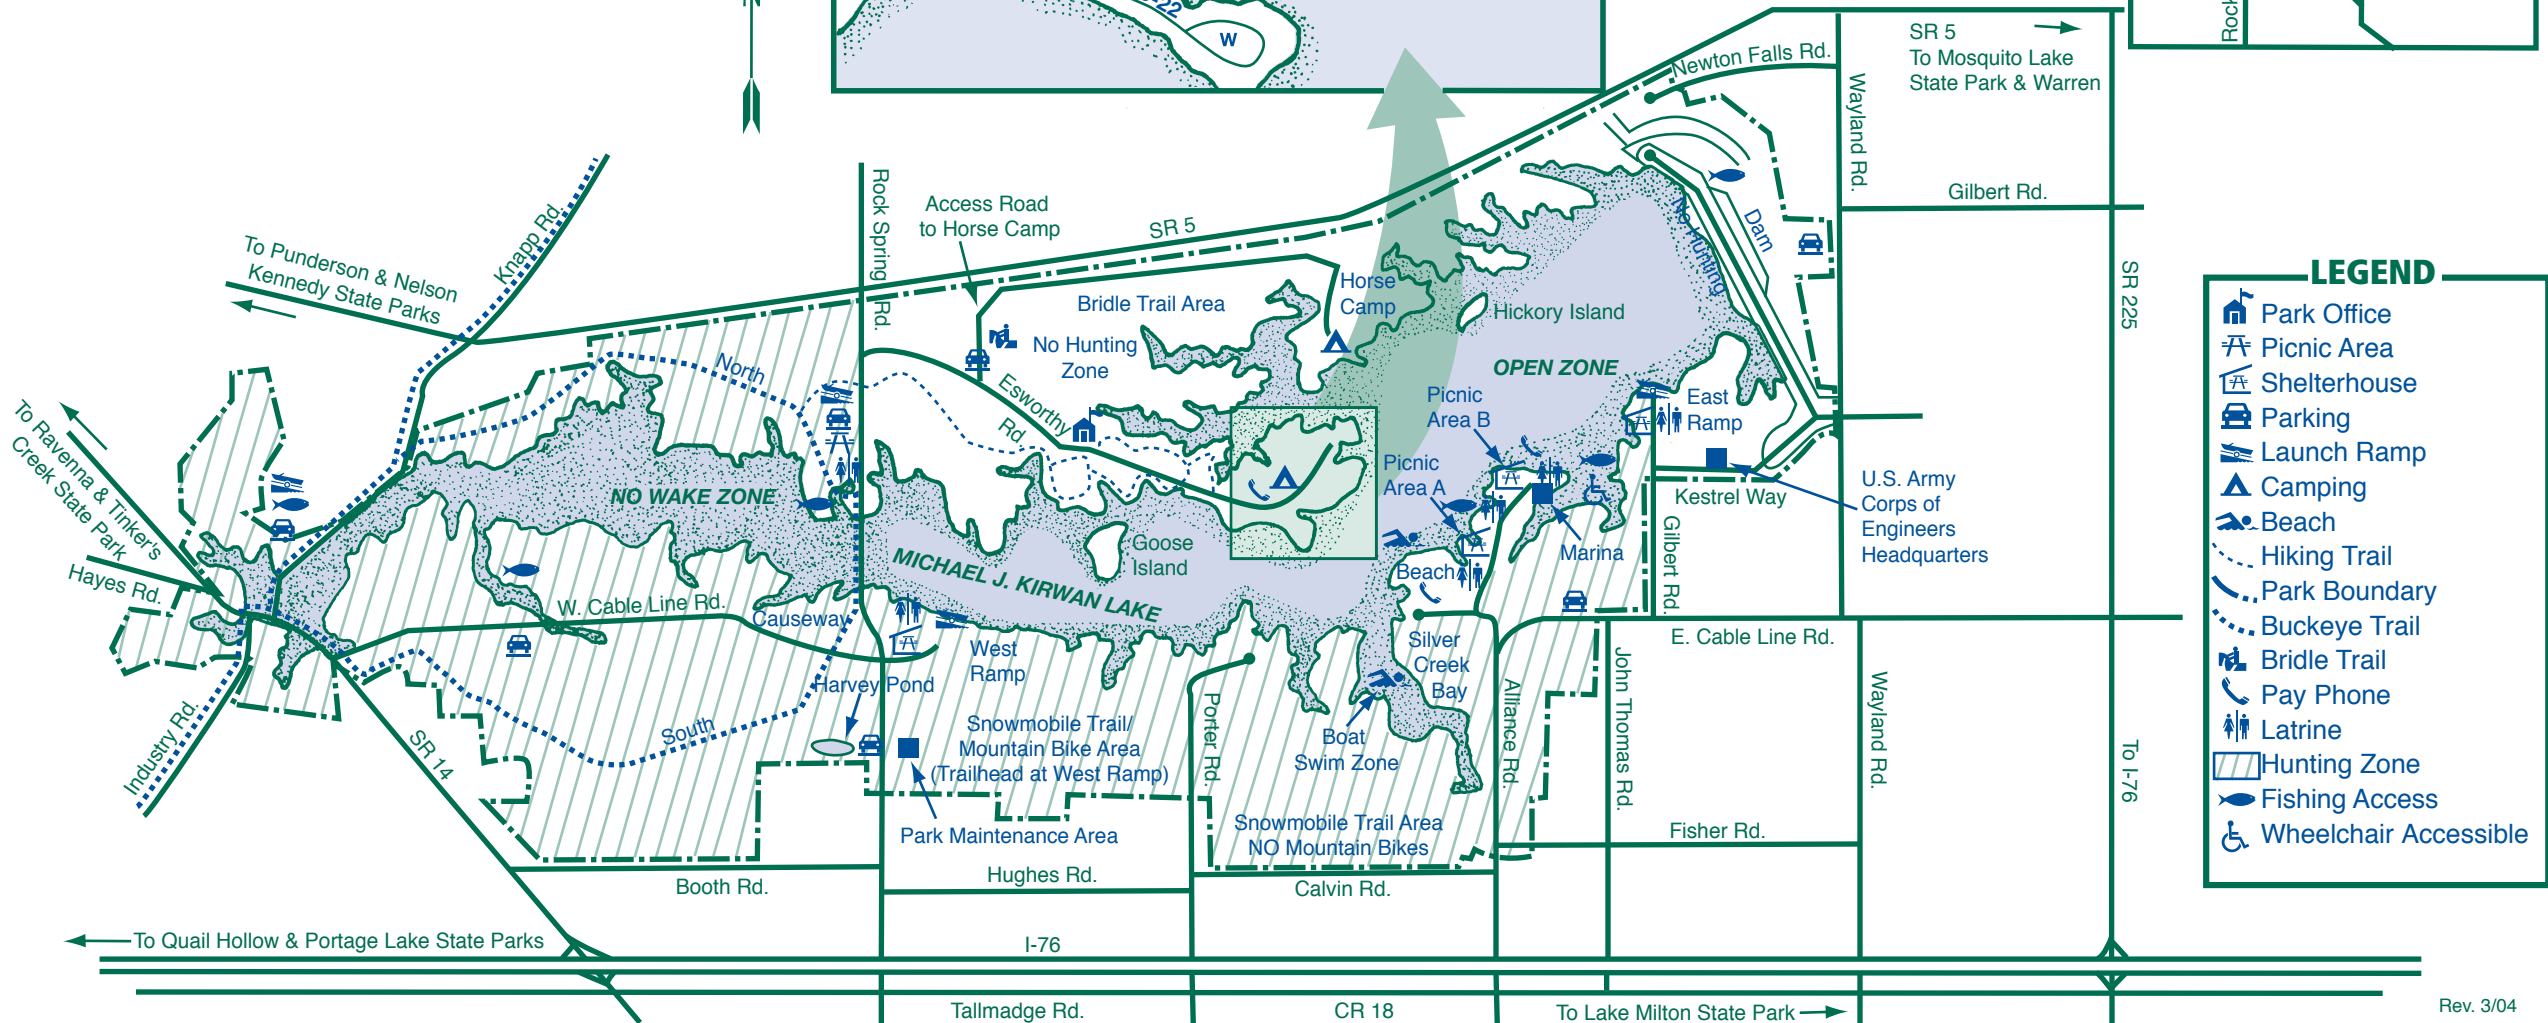 N
-22
W
Rock
SR 5
To Mosquito Lake
State Park & Warren
Newton Falls Rd.
Wayland Rd.
Gilbert Rd.
SR 225
Knapp Rd.
To Punderson & Nelson
Kennedy State Parks
Rock Spring Rd.
Access Road
to Horse Camp
SR 5
No Hunting
Dam
Horse
Camp
Bridle Trail Area
Hickory Island
No Hunting
Zone
OPEN ZONE
North
Esworthy
Rd.
Picnic
Area B
East
Ramp
To Ravenna & Tinker's
Creek State Park
Picnic
Area A
NO WAKE ZONE
Kestrel Way
U.S. Army
Corps of
Engineers
Headquarters
Goose
Island
Marina
Gilbert Rd.
MICHAEL J. KIRWAN LAKE
Beach
Hayes Rd.
W. Cable Line Rd.
Causeway
West
Ramp
Silver
Creek
Bay
E. Cable Line Rd.
Harvey Pond
Industry Rd.
SR 14
South
Snowmobile Trail/
Mountain Bike Area
(Trailhead at West Ramp)
Porter Rd.
Boat
Swim Zone
Alliance Rd.
John Thomas Rd.
Wayland Rd.
To I-76
Park Maintenance Area
Snowmobile Trail Area
NO Mountain Bikes
Fisher Rd.
Booth Rd.
Hughes Rd.
Calvin Rd.
To Quail Hollow & Portage Lake State Parks
I-76
Tallmadge Rd.
CR 18
To Lake Milton State Park
LEGEND
Park Office
Picnic Area
Shelterhouse
Parking
Launch Ramp
Camping
Beach
Hiking Trail
Park Boundary
Buckeye Trail
Bridle Trail
Pay Phone
Latrine
Hunting Zone
Fishing Access
Wheelchair Accessible
Rev. 3/04